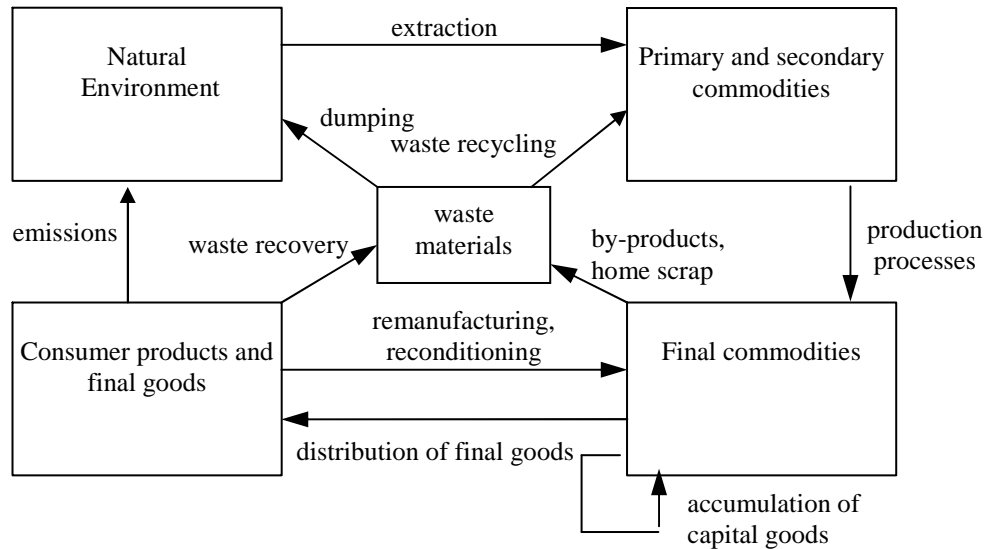 extraction
Natural
Environment
Primary and secondary
commodities
dumping
waste recycling
waste
materials
emissions
waste recovery
by-products,
home scrap
production
processes
Consumer products and
final goods
remanufacturing,
reconditioning
Final commodities
distribution of final goods
accumulation of
capital goods